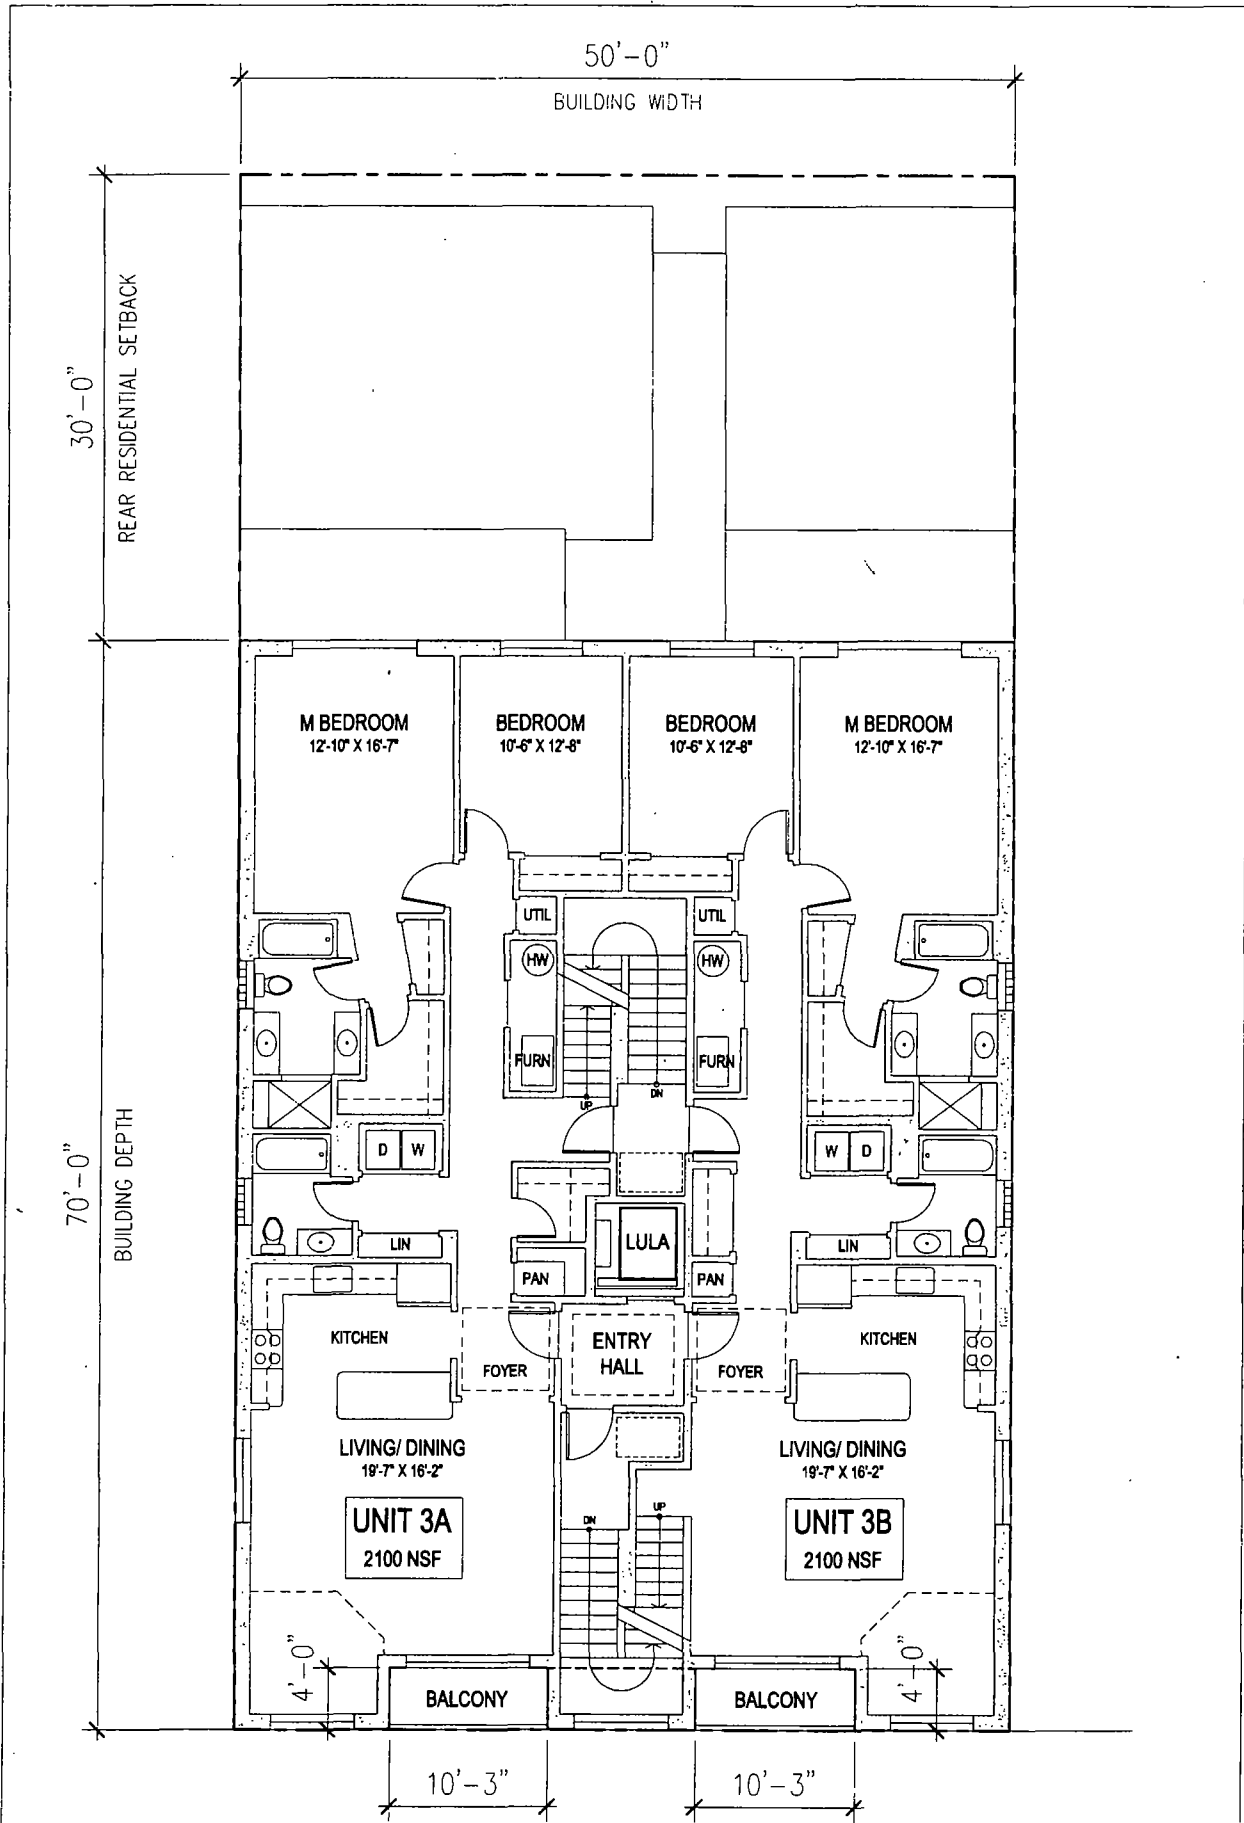 50'-0"
BUILDING WIDTH
30'-0"
REAR RESIDENTIAL SETBACK
M BEDROOM
12'-10" X 16'-7"
BEDROOM
10'-6" X 12'-8"
BEDROOM
10'-6" X 12'-8"
M BEDROOM
12'-10" X 16'-7"
UTIL
UTIL
HW
HW
FURN
FURN
UP
DN
70'-0"
BUILDING DEPTH
D
W
W
D
LIN
LULA
LIN
PAN
PAN
KITCHEN
ENTRY
HALL
KITCHEN
FOYER
FOYER
LIVING/ DINING
19'-7" X 16'-2"
LIVING/ DINING
19'-7" X 16'-2"
UNIT 3A
2100 NSF
DN
UP
UNIT 3B
2100 NSF
4'-0"
4'-0"
BALCONY
BALCONY
10'-3"
10'-3"